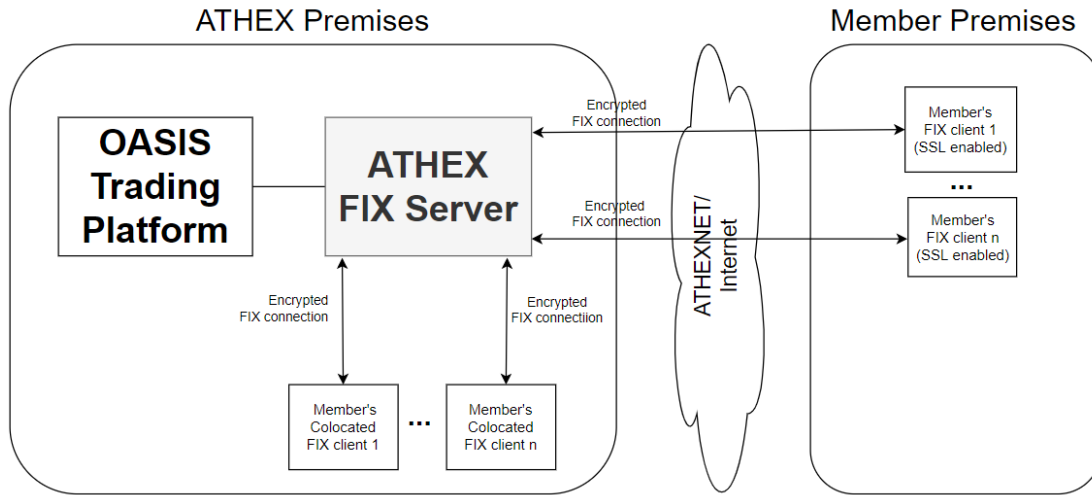 ATHEX Premises
Member Premises
OASIS
Trading
Platform
ATHEX
FIX Server
Encrypted
FIX connection
Encrypted
FIX connection
Encrypted
FIX connection
Encrypted
FIX connectiion
Member's
Colocated
FIX client 1
...
Member's
Colocated
FIX client n
ATHEXNET/
Internet
Member's
FIX client 1
(SSL enabled)
...
Member's
FIX client n
(SSL enabled)